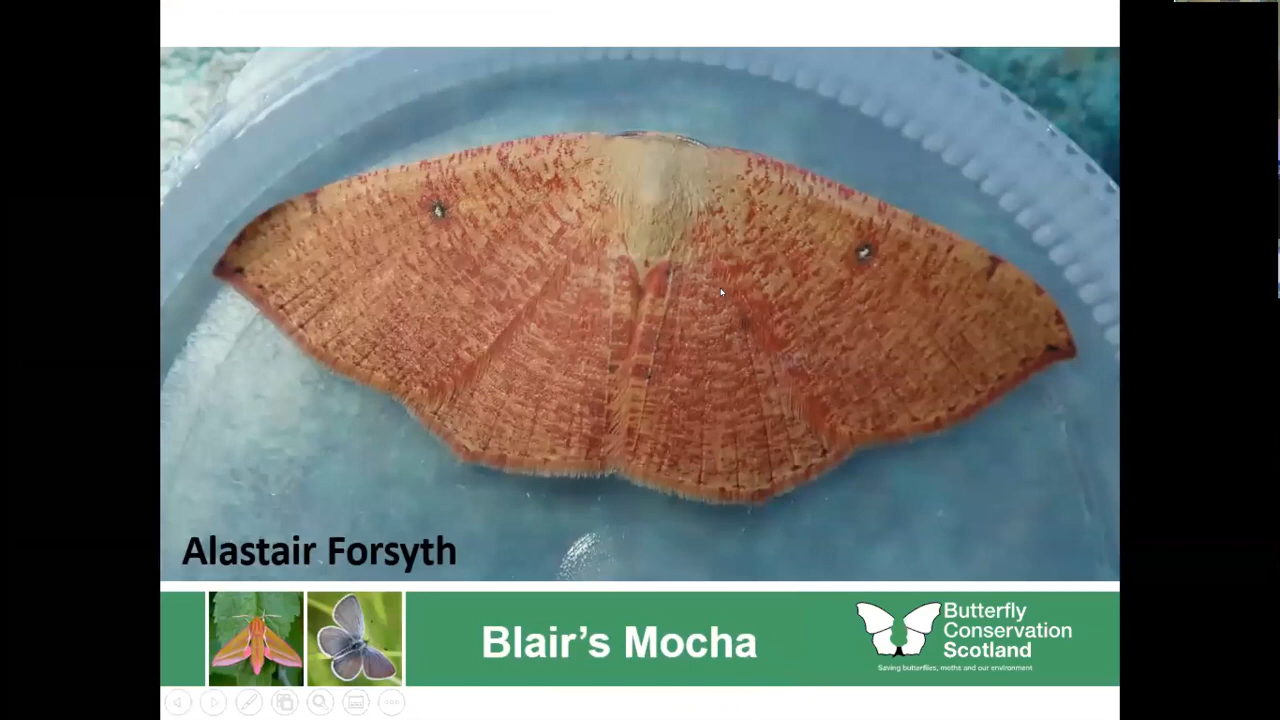 Alastair Forsyth
Blair's Mocha
Butterfly
Conservation
Scotland
Saving butterflies, moths and our environment